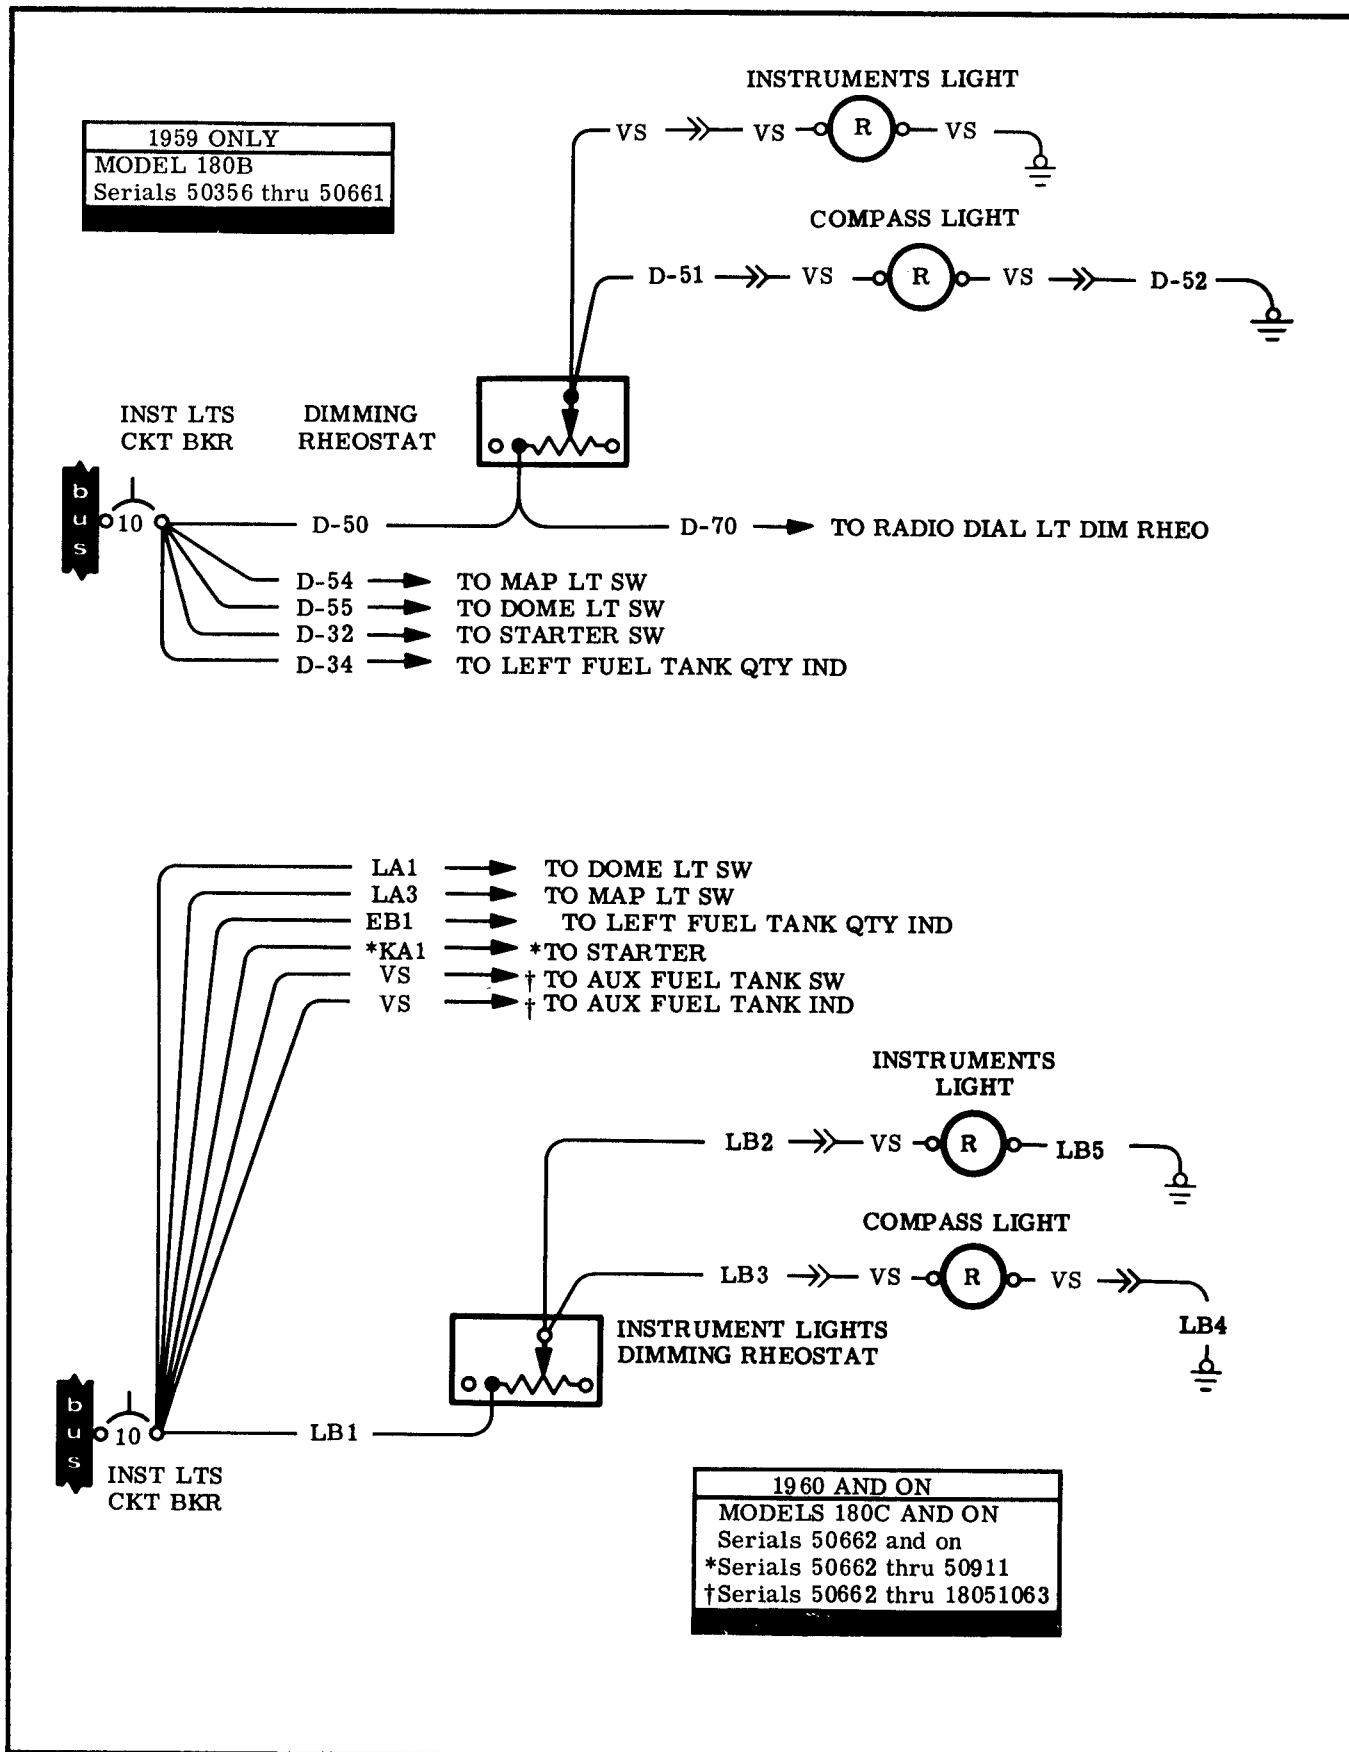 INSTRUMENTS LIGHT
1959 ONLY
MODEL 180B
Serials 50356 thru 50661
VS VS R VS
COMPASS LIGHT
D-51 VS R VS D-52
INST LTS
CKT BKR
DIMMING
RHEOSTAT
bus
10
D-50
D-70 TO RADIO DIAL LT DIM RHEO
D-54 TO MAP LT SW
D-55 TO DOME LT SW
D-32 TO STARTER SW
D-34 TO LEFT FUEL TANK QTY IND
LA1 TO DOME LT SW
LA3 TO MAP LT SW
EB1 TO LEFT FUEL TANK QTY IND
*KA1 *TO STARTER
VS † TO AUX FUEL TANK SW
VS † TO AUX FUEL TANK IND
INSTRUMENTS
LIGHT
LB2 VS R LB5
COMPASS LIGHT
LB3 VS R VS
LB4
INSTRUMENT LIGHTS
DIMMING RHEOSTAT
bus
10
LB1
INST LTS
CKT BKR
1960 AND ON
MODELS 180C AND ON
Serials 50662 and on
*Serials 50662 thru 50911
†Serials 50662 thru 18051063